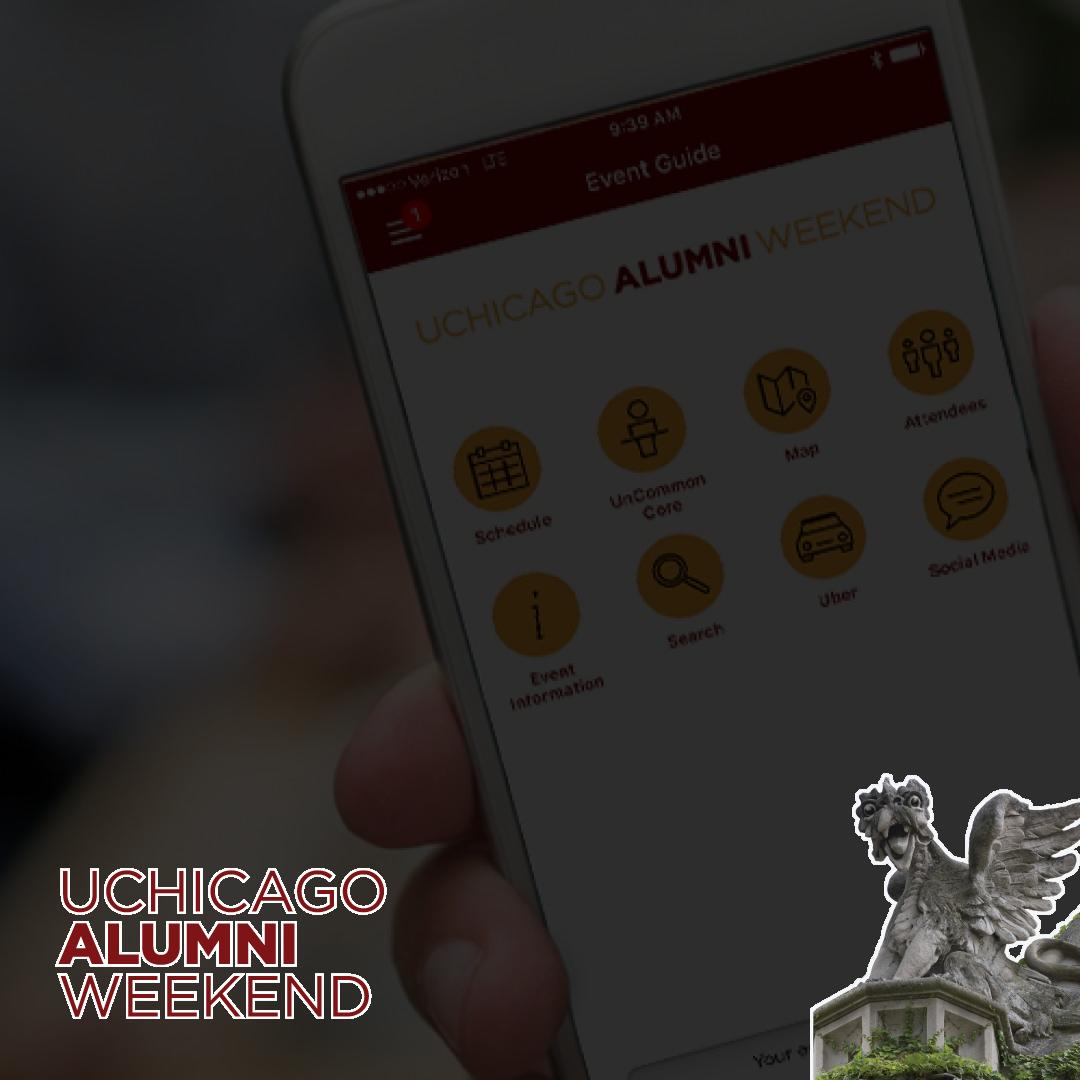 Verizon LTE
9:39 AM
Event Guide
1
UCHICAGO ALUMNI WEEKEND
Schedule
UnCommon
Core
Map
Attendees
Event
Information
Search
Uber
Social Media
Your
UCHICAGO
ALUMNI
WEEKEND